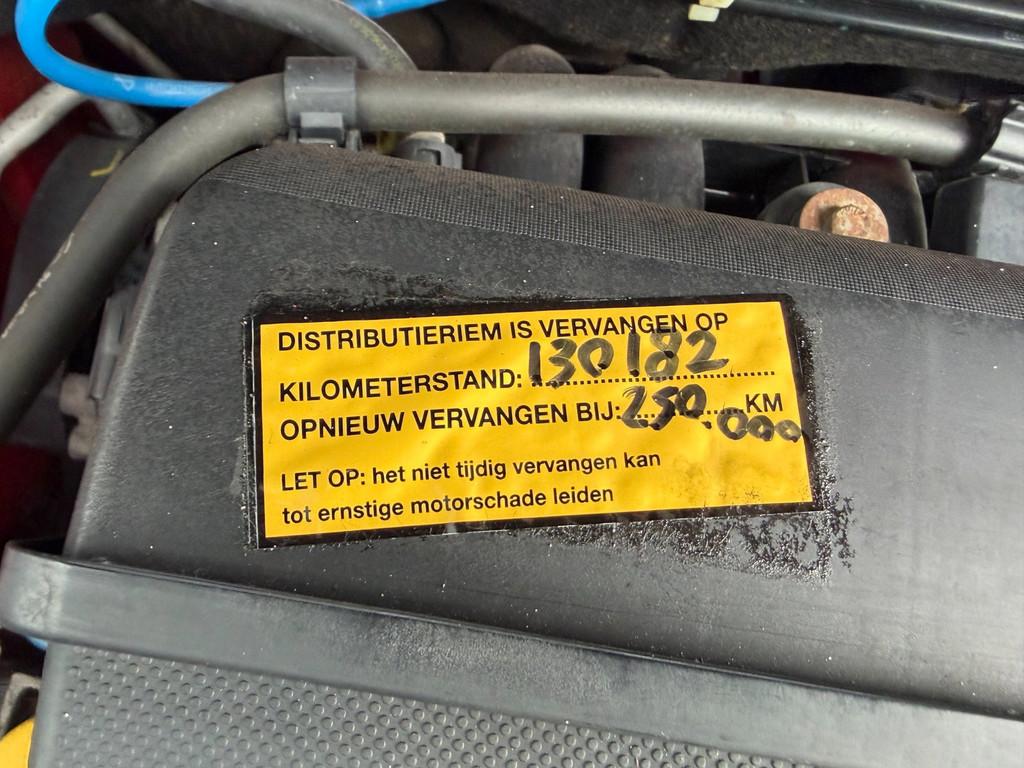 DISTRIBUTIERIEM IS VERVANGEN OP
KILOMETERSTAND: 130182
OPNIEUW VERVANGEN BIJ: 250.000 KM
LET OP: het niet tijdig vervangen kan
tot ernstige motorschade leiden